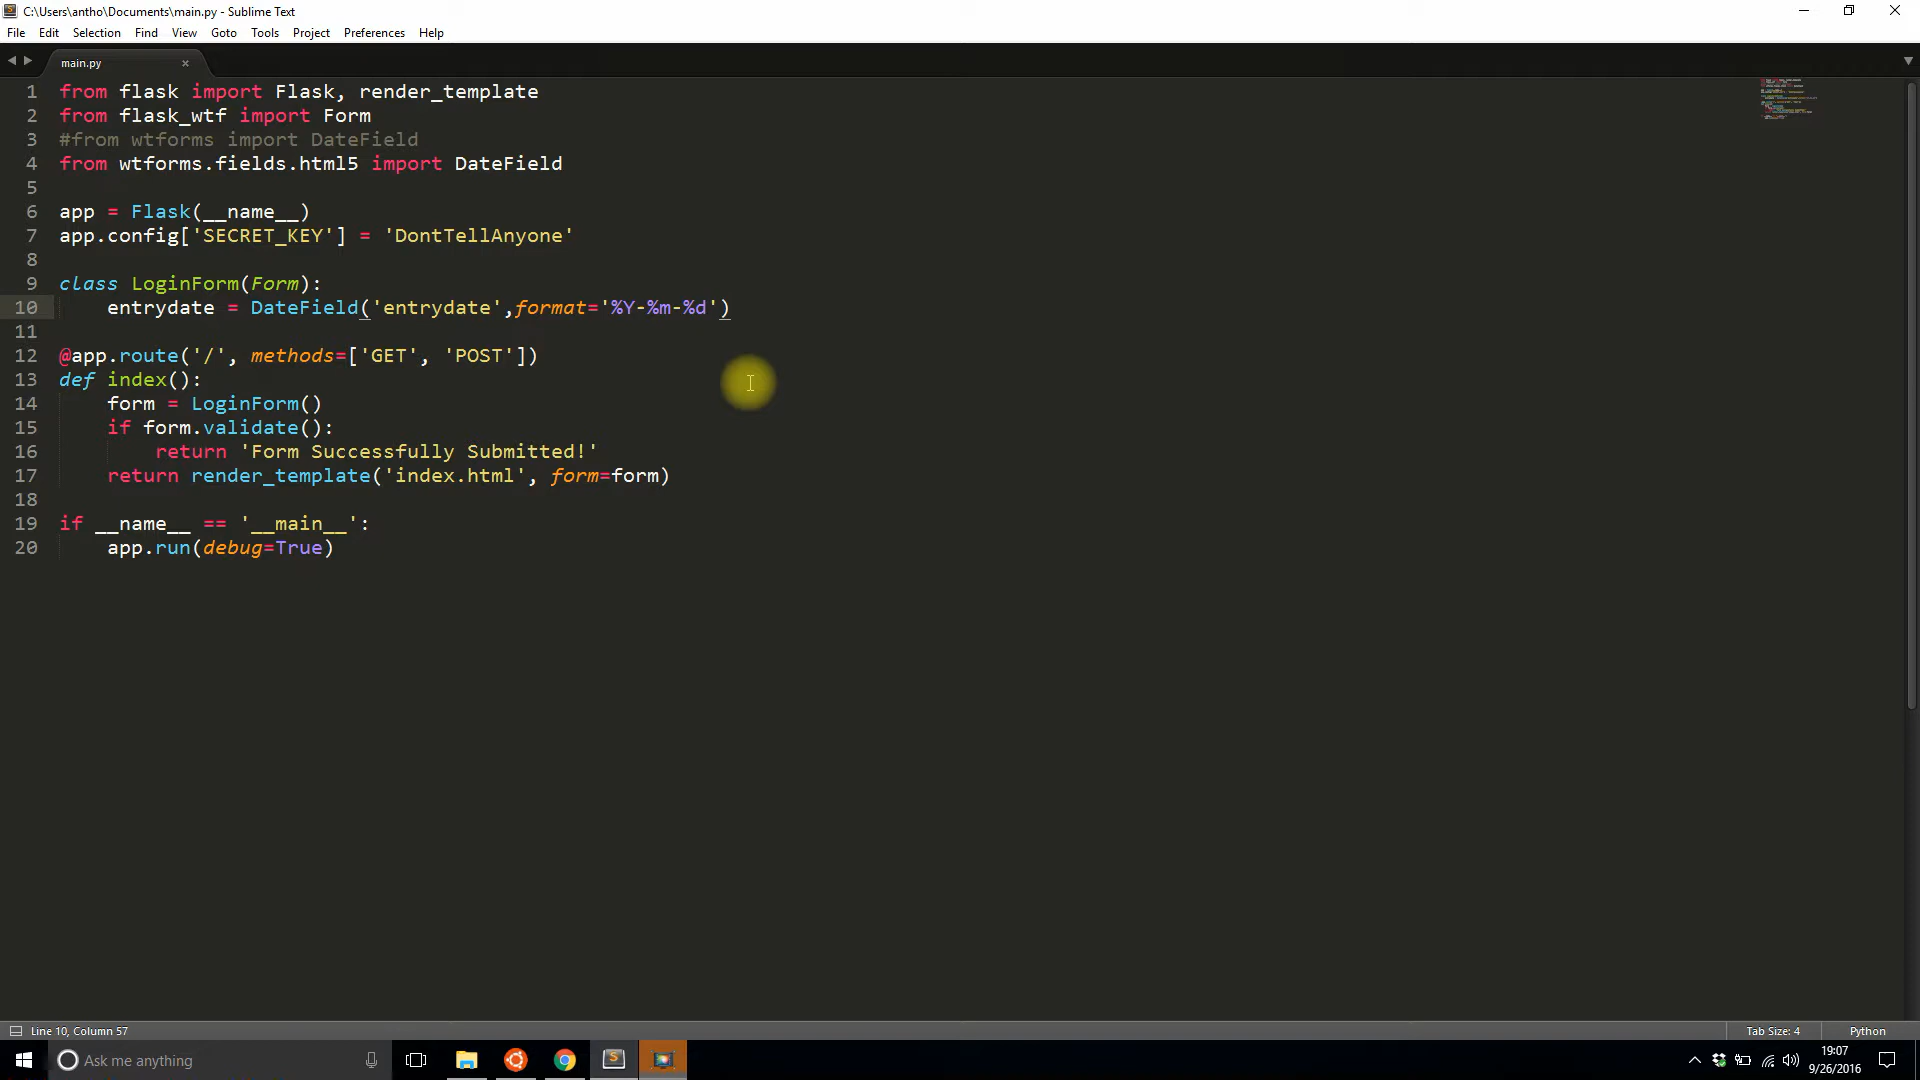 C:\Users\antho\Documents\main.py - Sublime Text
File Edit Selection Find View Goto Tools Project Preferences Help
main.py
1 from flask import Flask, render_template
2 from flask_wtf import Form
3 #from wtforms import DateField
4 from wtforms.fields.html5 import DateField
5
6 app = Flask(__name__)
7 app.config['SECRET_KEY'] = 'DontTellAnyone'
8
9 class LoginForm(Form):
10 entrydate = DateField('entrydate',format='%Y-%m-%d')
11
12 @app.route('/', methods=['GET', 'POST'])
13 def index():
14 form = LoginForm()
15 if form.validate():
16 return 'Form Successfully Submitted!'
17 return render_template('index.html', form=form)
18
19 if __name__ == '__main__':
20 app.run(debug=True)
Line 10, Column 57
Tab Size: 4
Python
Ask me anything
19:07
9/26/2016